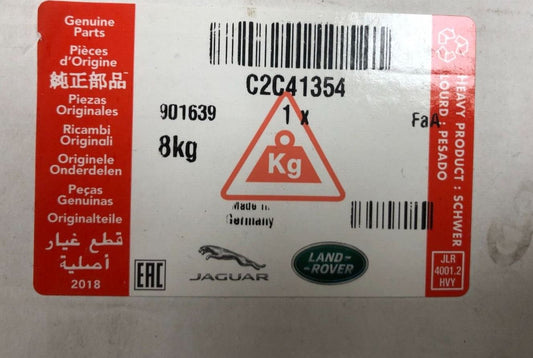 Genuine
Parts
Pièces
d'Origine
純正部品
Piezas
Originales
Ricambi
Originali
Originele
Onderdelen
Peças
Genuinas
Originalteile
قطع غيار
أصلية
2018
C2C41354
901639
1 x
FaA
8kg
Kg
Made in
Germany
EAC
JAGUAR
LAND-
ROVER
HEAVY PRODUCT : SCHWER
LOURD : PESADO
JLR
4001.2
HVY